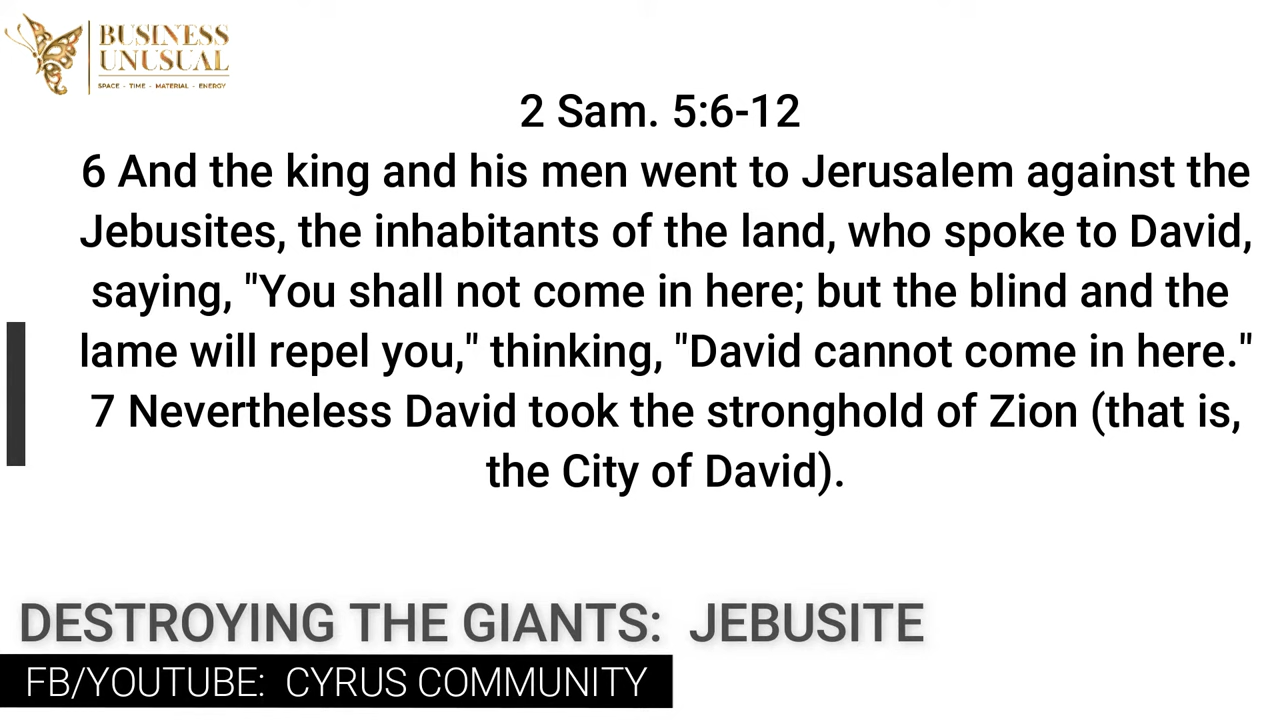 BUSINESS
UNUSUAL
SPACE - TIME - MATERIAL - ENERGY
2 Sam. 5:6-12
6 And the king and his men went to Jerusalem against the
Jebusites, the inhabitants of the land, who spoke to David,
saying, "You shall not come in here; but the blind and the
lame will repel you," thinking, "David cannot come in here."
7 Nevertheless David took the stronghold of Zion (that is,
the City of David).
DESTROYING THE GIANTS:  JEBUSITE
FB/YOUTUBE:  CYRUS COMMUNITY